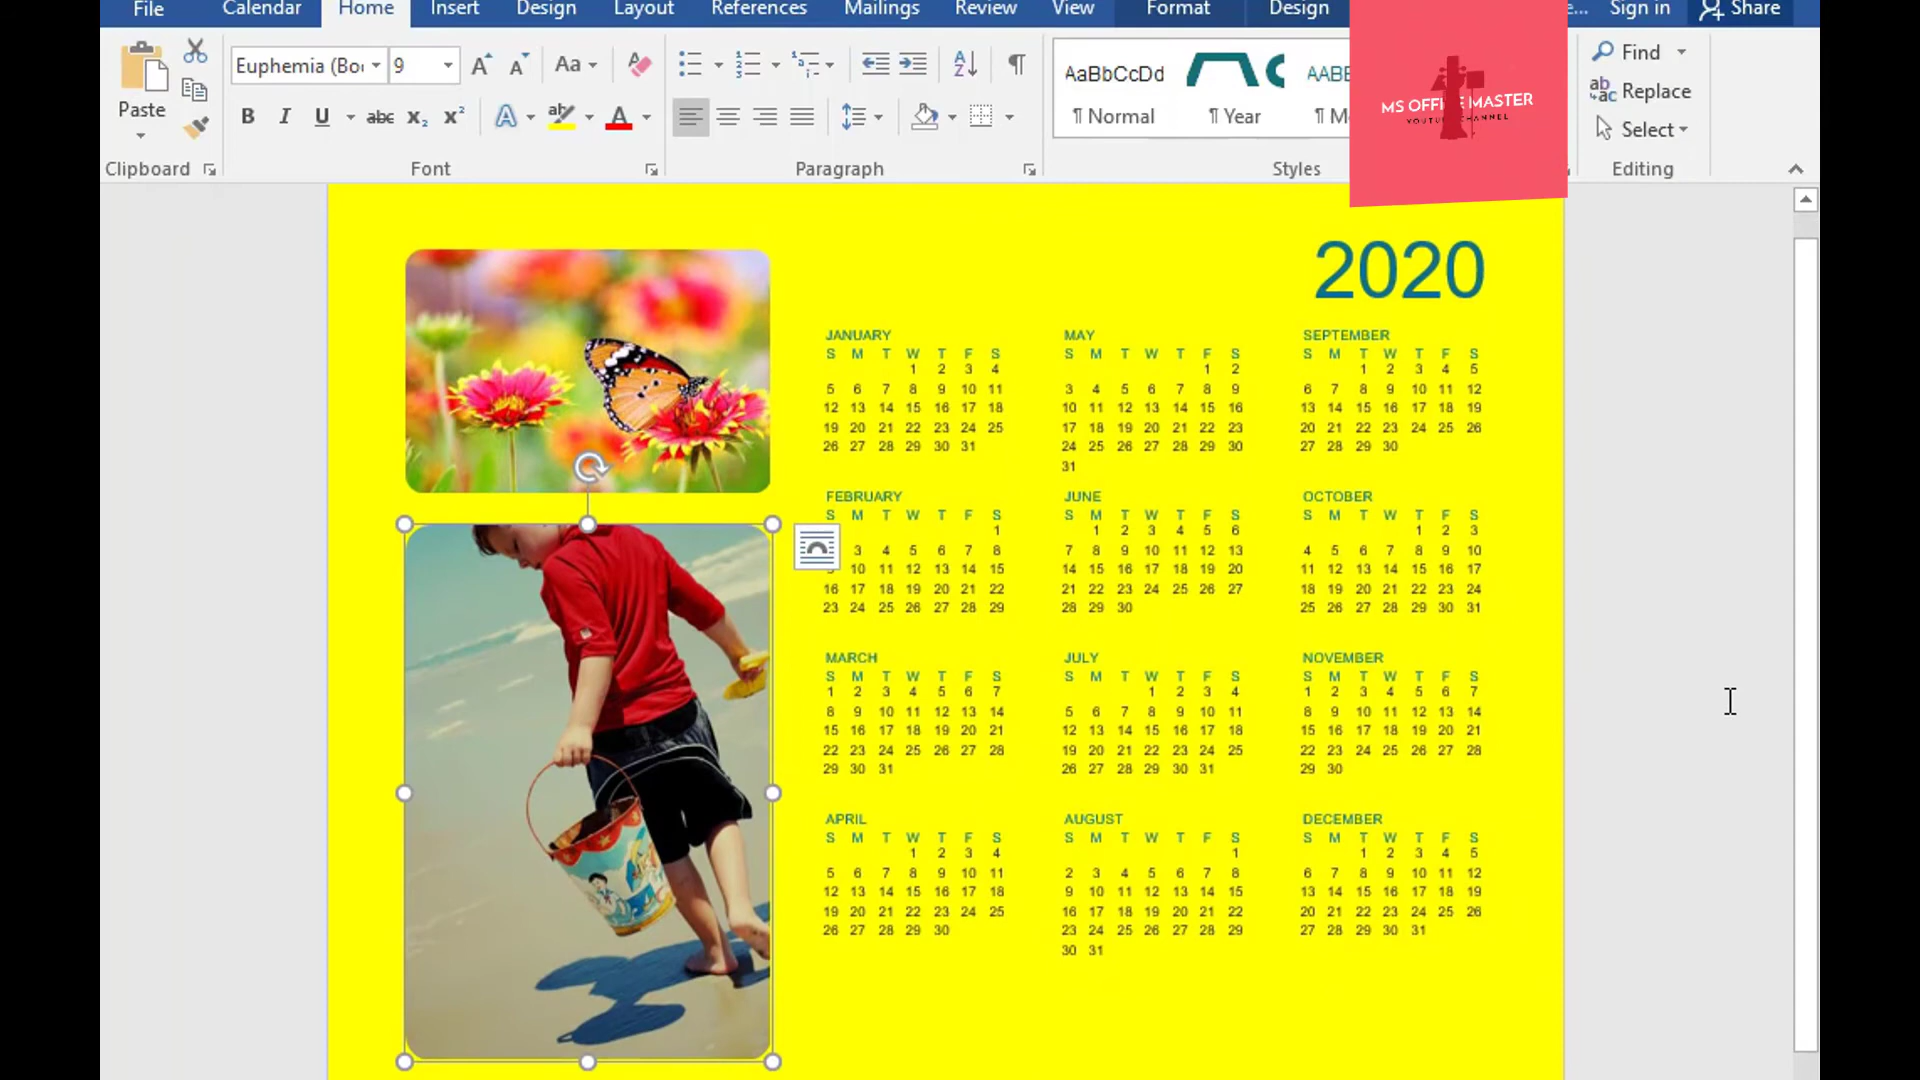 File Calendar Home Insert Design Layout References Mailings Review View Format Design e... Sign in Share
Paste
Clipboard
Euphemia (Bo 9
Aa
B I U abc X₂ X² A ab A
Font
A Z ¶
Paragraph
AaBbCcDd AABE
¶ Normal ¶ Year ¶ M
Styles
MS OFFICE MASTER
YOUTUBE CHANNEL
Find
Replace
Select
Editing
2020
JANUARY
S M T W T F S
1 2 3 4
5 6 7 8 9 10 11
12 13 14 15 16 17 18
19 20 21 22 23 24 25
26 27 28 29 30 31
FEBRUARY
S M T W T F S
1
3 4 5 6 7 8
10 11 12 13 14 15
16 17 18 19 20 21 22
23 24 25 26 27 28 29
MARCH
S M T W T F S
1 2 3 4 5 6 7
8 9 10 11 12 13 14
15 16 17 18 19 20 21
22 23 24 25 26 27 28
29 30 31
APRIL
S M T W T F S
1 2 3 4
5 6 7 8 9 10 11
12 13 14 15 16 17 18
19 20 21 22 23 24 25
26 27 28 29 30
MAY
S M T W T F S
1 2
3 4 5 6 7 8 9
10 11 12 13 14 15 16
17 18 19 20 21 22 23
24 25 26 27 28 29 30
31
JUNE
S M T W T F S
1 2 3 4 5 6
7 8 9 10 11 12 13
14 15 16 17 18 19 20
21 22 23 24 25 26 27
28 29 30
JULY
S M T W T F S
1 2 3 4
5 6 7 8 9 10 11
12 13 14 15 16 17 18
19 20 21 22 23 24 25
26 27 28 29 30 31
AUGUST
S M T W T F S
1
2 3 4 5 6 7 8
9 10 11 12 13 14 15
16 17 18 19 20 21 22
23 24 25 26 27 28 29
30 31
SEPTEMBER
S M T W T F S
1 2 3 4 5
6 7 8 9 10 11 12
13 14 15 16 17 18 19
20 21 22 23 24 25 26
27 28 29 30
OCTOBER
S M T W T F S
1 2 3
4 5 6 7 8 9 10
11 12 13 14 15 16 17
18 19 20 21 22 23 24
25 26 27 28 29 30 31
NOVEMBER
S M T W T F S
1 2 3 4 5 6 7
8 9 10 11 12 13 14
15 16 17 18 19 20 21
22 23 24 25 26 27 28
29 30
DECEMBER
S M T W T F S
1 2 3 4 5
6 7 8 9 10 11 12
13 14 15 16 17 18 19
20 21 22 23 24 25 26
27 28 29 30 31